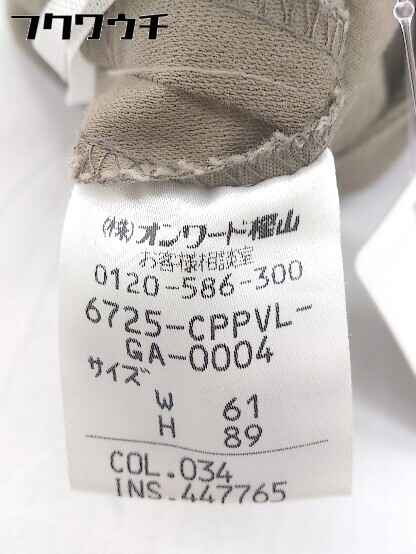 フクワウチ
(株)オンワード樫山
お客様相談室
0120-586-300
6725-CPPVL-
GA-0004
サイズ
W 61
H 89
COL.034
INS.447765